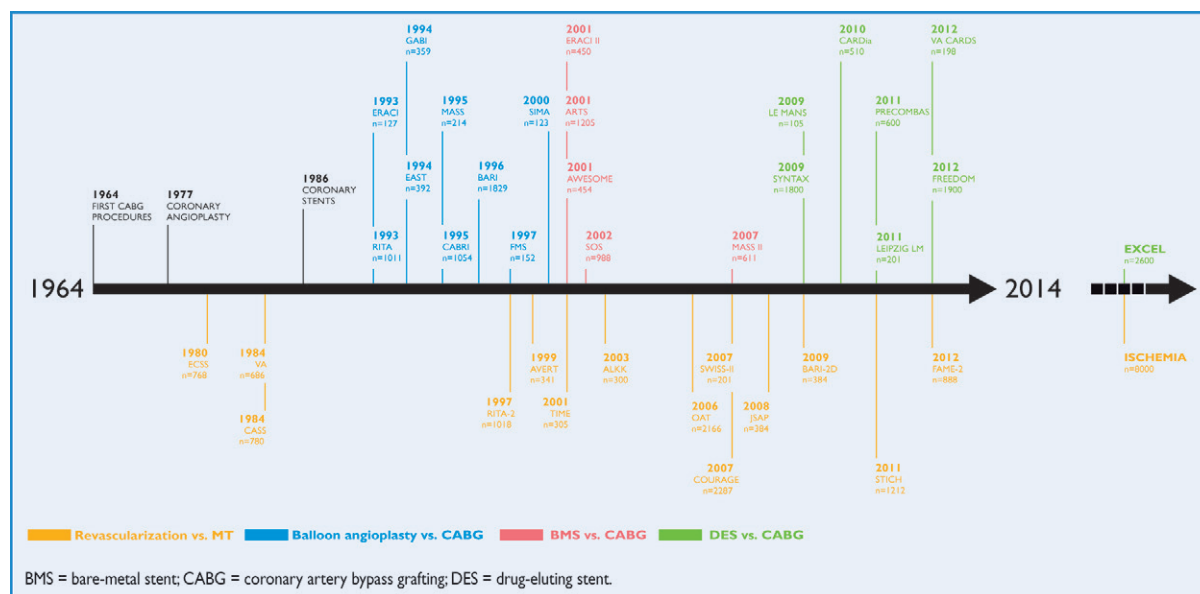 1994
GABI
n=359
2001
ERACI II
n=450
2010
CARDia
n=510
2012
VA CARDS
n=198
1993
ERACI
n=127
1995
MASS
n=214
2000
SIMA
n=123
2001
ARTS
n=1205
2009
LE MANS
n=105
2011
PRECOMBAS
n=600
1964
FIRST CABG
PROCEDURES
1977
CORONARY
ANGIOPLASTY
1986
CORONARY
STENTS
1994
EAST
n=392
1996
BARI
n=1829
2001
AWESOME
n=454
2009
SYNTAX
n=1800
2012
FREEDOM
n=1900
1993
RITA
n=1011
1995
CABRI
n=1054
1997
FMS
n=152
2002
SOS
n=988
2007
MASS II
n=611
2011
LEIPZIG LM
n=201
EXCEL
n=2600
1964
2014
1980
ECSS
n=768
1984
VA
n=686
1999
AVERT
n=341
2003
ALKK
n=300
2007
SWISS-II
n=201
2009
BARI-2D
n=384
2012
FAME-2
n=888
ISCHEMIA
n=8000
1984
CASS
n=780
1997
RITA-2
n=1018
2001
TIME
n=305
2006
OAT
n=2166
2008
JSAP
n=384
2007
COURAGE
n=2287
2011
STICH
n=1212
Revascularization vs. MT
Balloon angioplasty vs. CABG
BMS vs. CABG
DES vs. CABG
BMS = bare-metal stent; CABG = coronary artery bypass grafting; DES = drug-eluting stent.